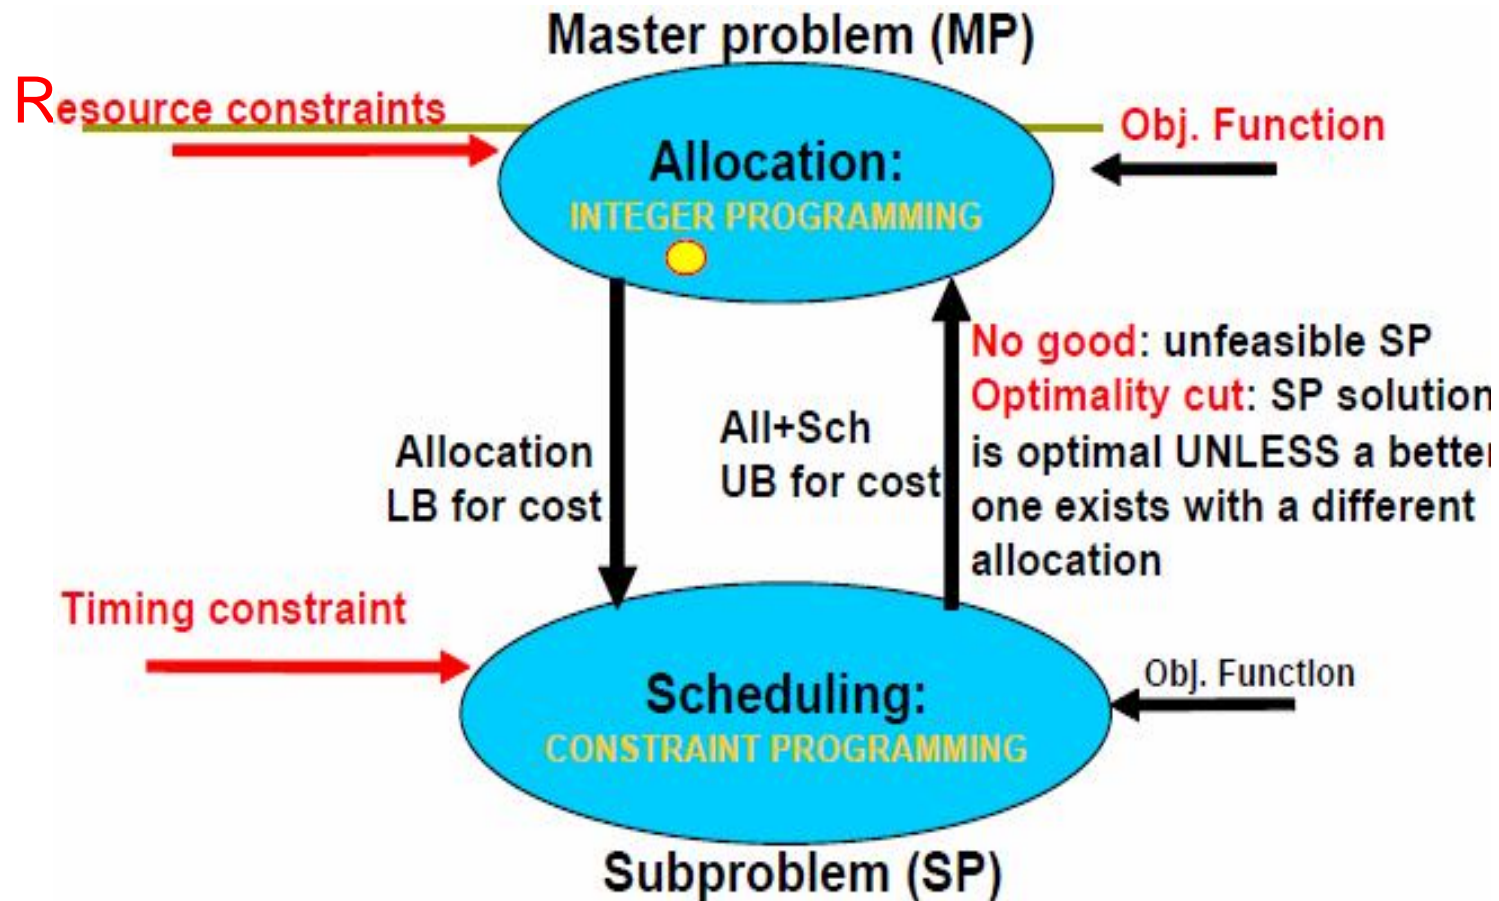 Master problem (MP)
Resource constraints
Obj. Function
Allocation:
INTEGER PROGRAMMING
No good: unfeasible SP
Optimality cut: SP solution
is optimal UNLESS a better
one exists with a different
allocation
All+Sch
UB for cost
Allocation
LB for cost
Timing constraint
Scheduling:
CONSTRAINT PROGRAMMING
Obj. Function
Subproblem (SP)